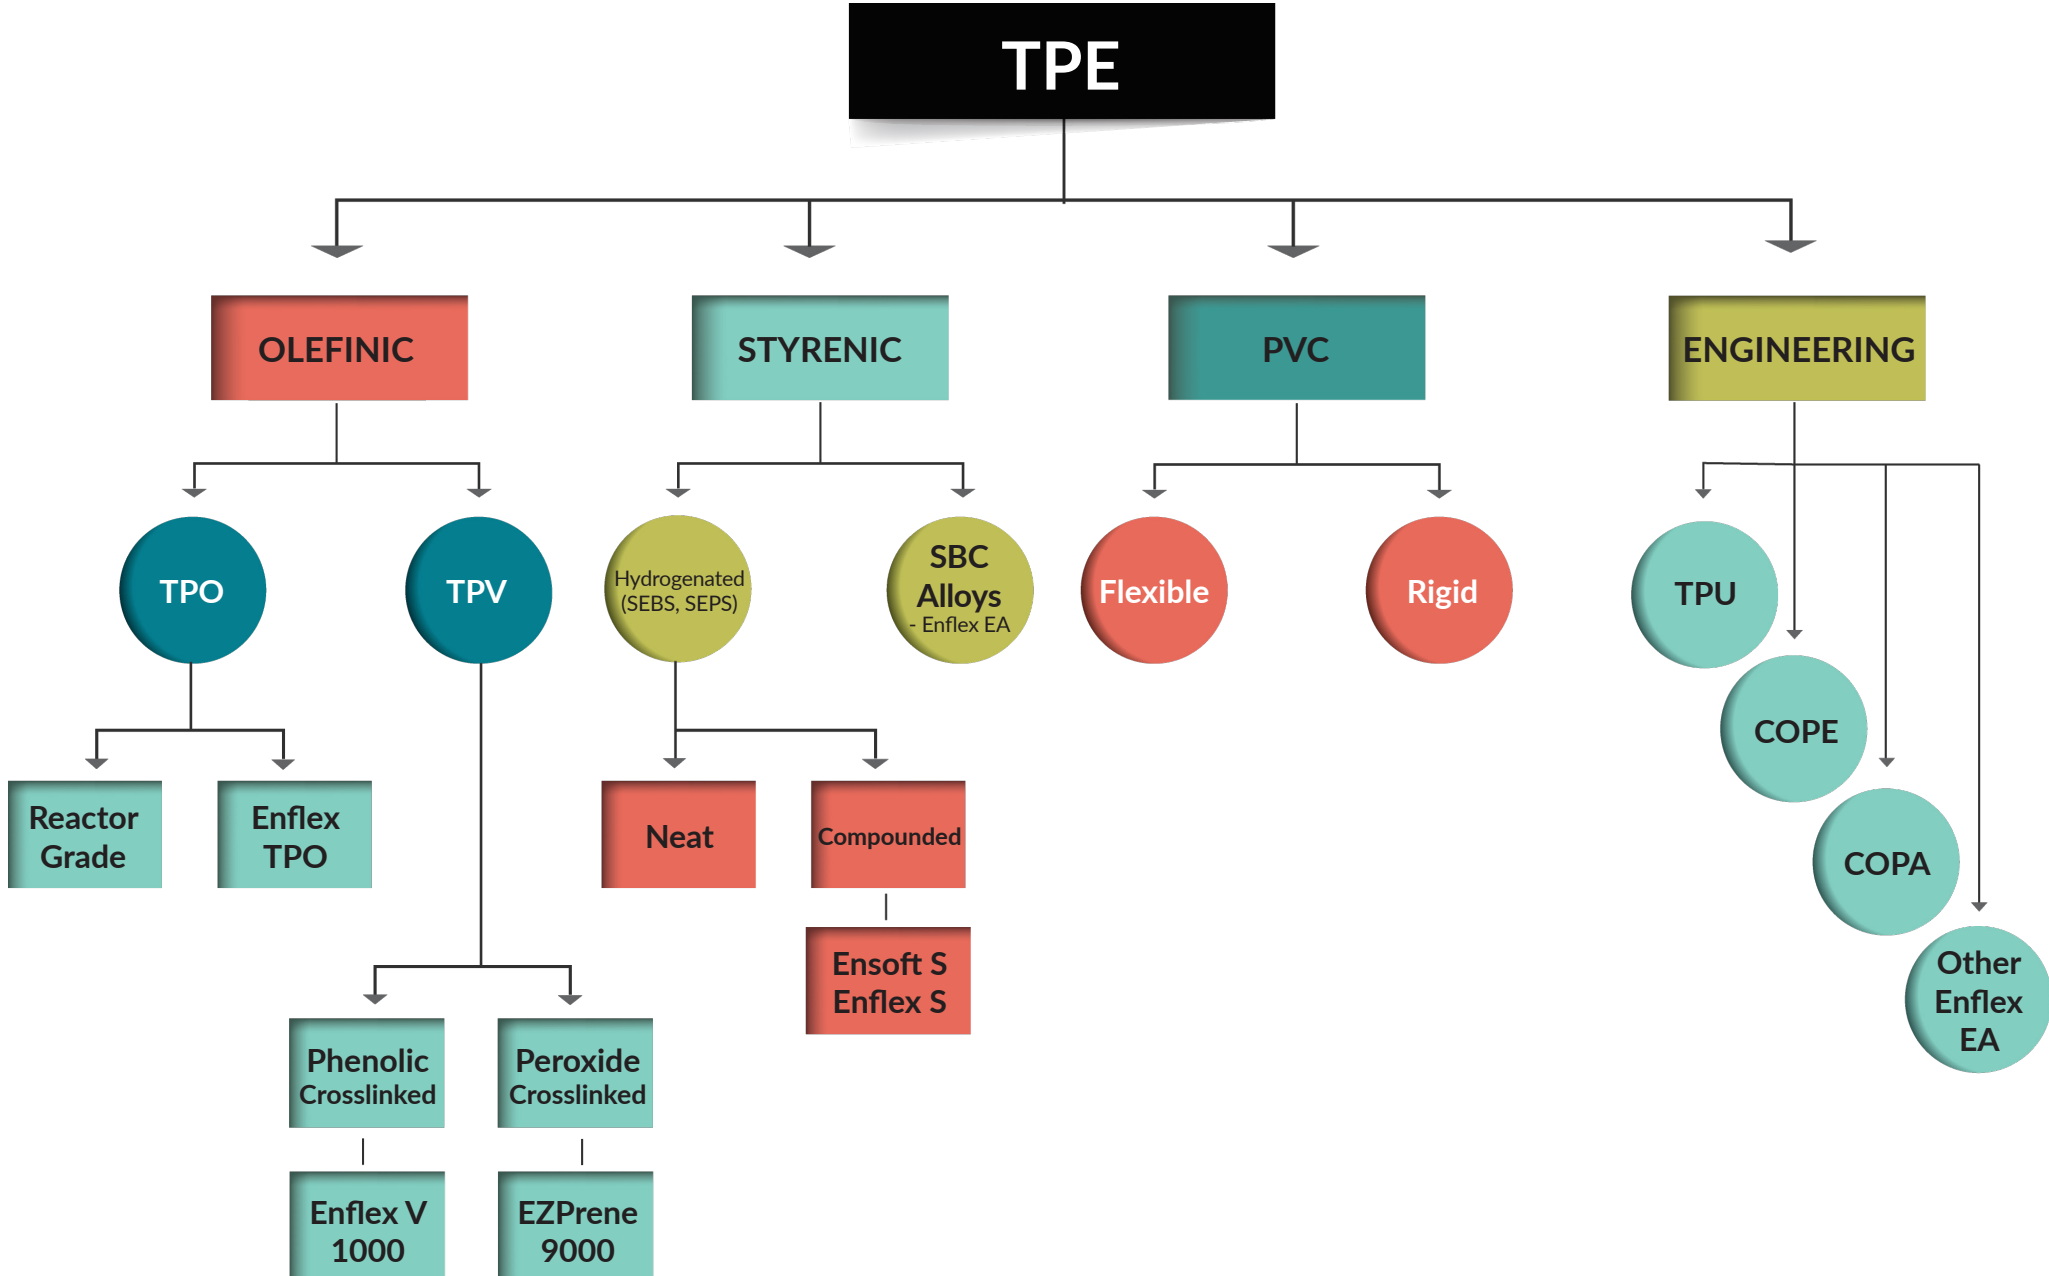 TPE
OLEFINIC
STYRENIC
PVC
ENGINEERING
TPO
TPV
Hydrogenated
(SEBS, SEPS)
SBC
Alloys
- Enflex EA
Flexible
Rigid
TPU
COPE
COPA
Other
Enflex
EA
Reactor
Grade
Enflex
TPO
Neat
Compounded
Ensoft S
Enflex S
Phenolic
Crosslinked
Peroxide
Crosslinked
Enflex V
1000
EZPrene
9000